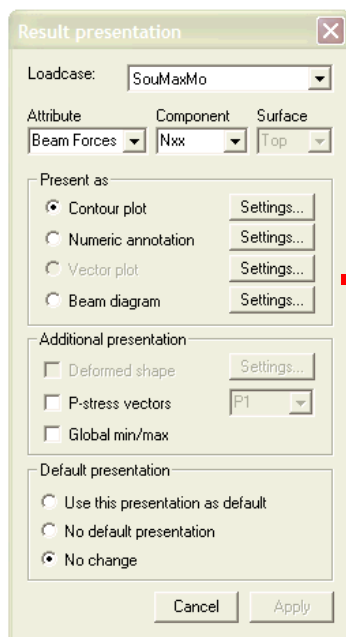 Result presentation
Loadcase: SouMaxMo
Attribute Component Surface
Beam Forces Nxx Top
Present as
Contour plot Settings...
Numeric annotation Settings...
Vector plot Settings...
Beam diagram Settings...
Additional presentation
Deformed shape Settings...
P-stress vectors P1
Global min/max
Default presentation
Use this presentation as default
No default presentation
No change
Cancel Apply